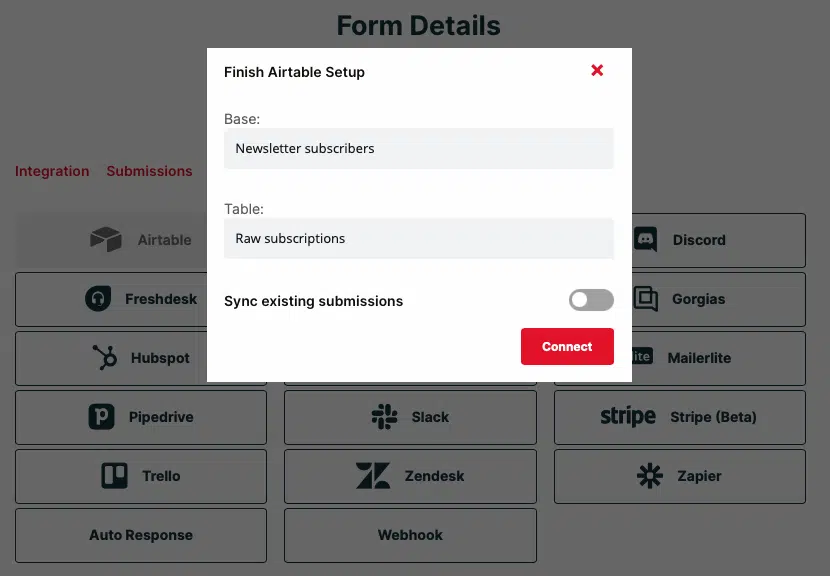 Form Details
Finish Airtable Setup
Base:
Newsletter subscribers
Integration Submissions
Table:
Raw subscriptions
Airtable
Discord
Sync existing submissions
Freshdesk
Gorgias
Connect
Hubspot
lite Mailerlite
Pipedrive
Slack
stripe Stripe (Beta)
Trello
Zendesk
Zapier
Auto Response
Webhook